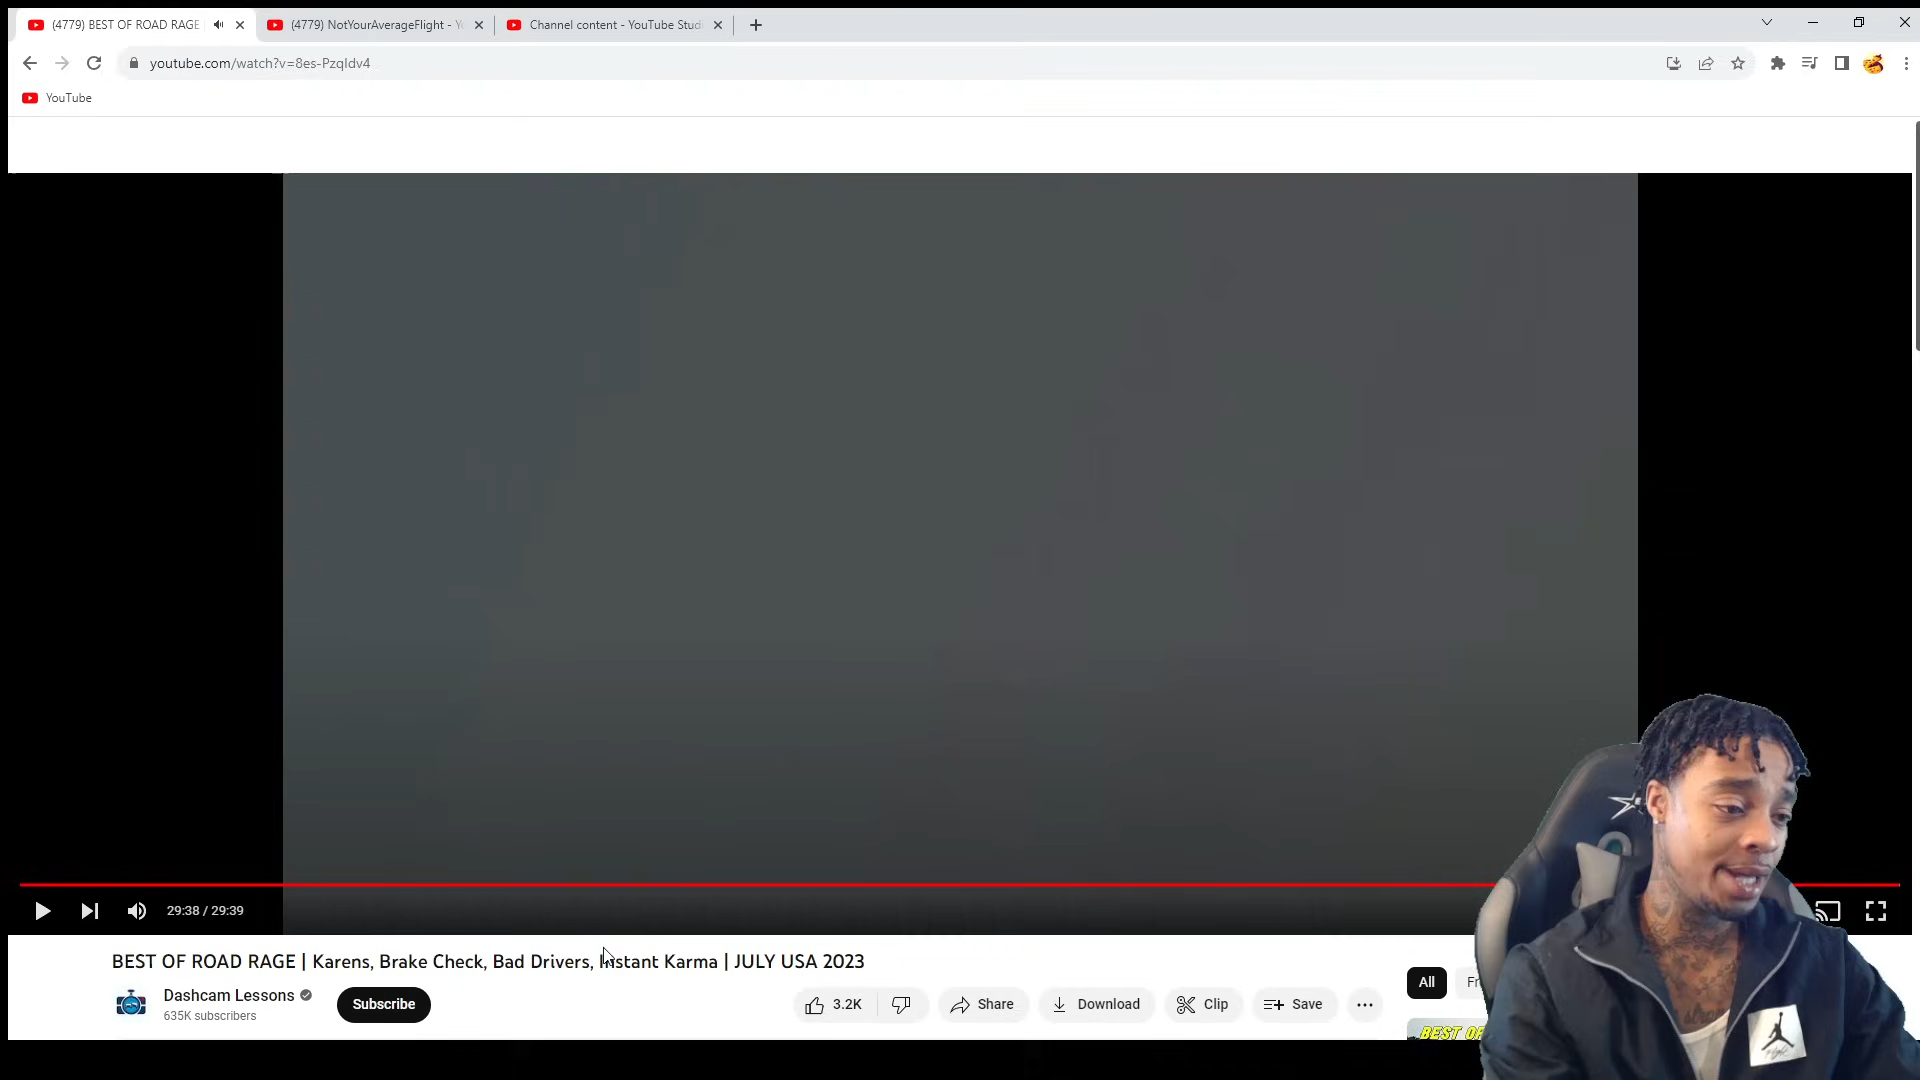 (4779) BEST OF ROAD RAGE
(4779) NotYourAverageFlight - Y
Channel content - YouTube Studi
youtube.com/watch?v=8es-PzqIdv4
YouTube
29:38 / 29:39
BEST OF ROAD RAGE | Karens, Brake Check, Bad Drivers, Instant Karma | JULY USA 2023
Dashcam Lessons
635K subscribers
Subscribe
3.2K
Share
Download
Clip
Save
All
Fr
BEST OF